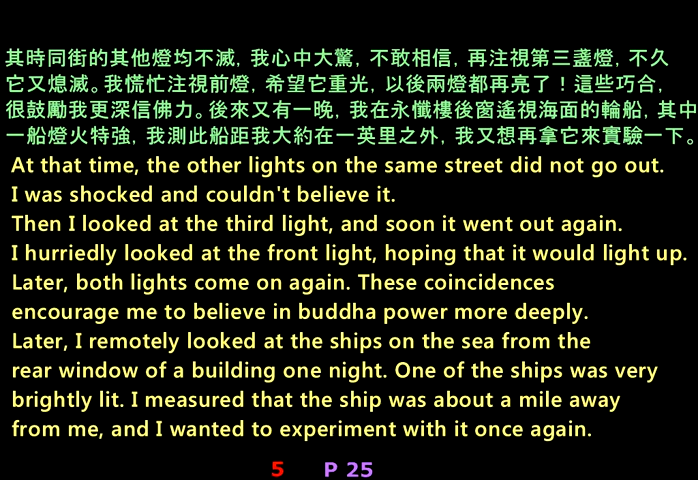 其時同街的其他燈均不滅, 我心中大驚, 不敢相信, 再注視第三盞燈, 不久
它又熄滅。我慌忙注視前燈, 希望它重光, 以後兩燈都再亮了！這些巧合,
很鼓勵我更深信佛力。後來又有一晚, 我在永懺樓後窗遙視海面的輪船, 其中
一船燈火特強, 我測此船距我大約在一英里之外, 我又想再拿它來實驗一下。
At that time, the other lights on the same street did not go out.
I was shocked and couldn't believe it.
Then I looked at the third light, and soon it went out again.
I hurriedly looked at the front light, hoping that it would light up.
Later, both lights come on again. These coincidences
encourage me to believe in buddha power more deeply.
Later, I remotely looked at the ships on the sea from the
rear window of a building one night. One of the ships was very
brightly lit. I measured that the ship was about a mile away
from me, and I wanted to experiment with it once again.
5 P 25